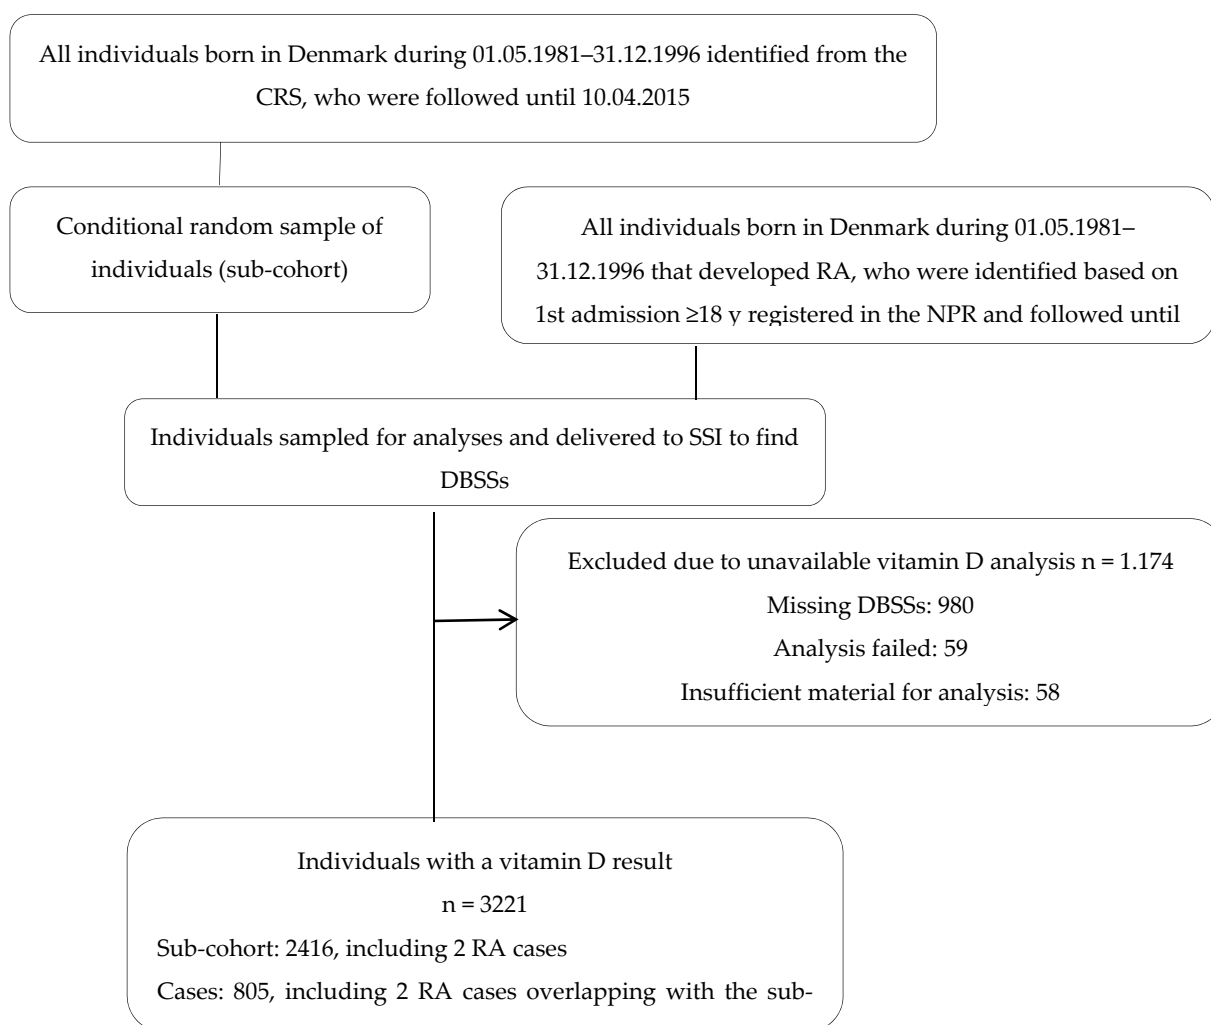 All individuals born in Denmark during 01.05.1981–31.12.1996 identified from the
CRS, who were followed until 10.04.2015
Conditional random sample of
individuals (sub-cohort)
All individuals born in Denmark during 01.05.1981–
31.12.1996 that developed RA, who were identified based on
1st admission ≥18 y registered in the NPR and followed until
Individuals sampled for analyses and delivered to SSI to find
DBSSs
Excluded due to unavailable vitamin D analysis n = 1.174
Missing DBSSs: 980
Analysis failed: 59
Insufficient material for analysis: 58
Individuals with a vitamin D result
n = 3221
Sub-cohort: 2416, including 2 RA cases
Cases: 805, including 2 RA cases overlapping with the sub-